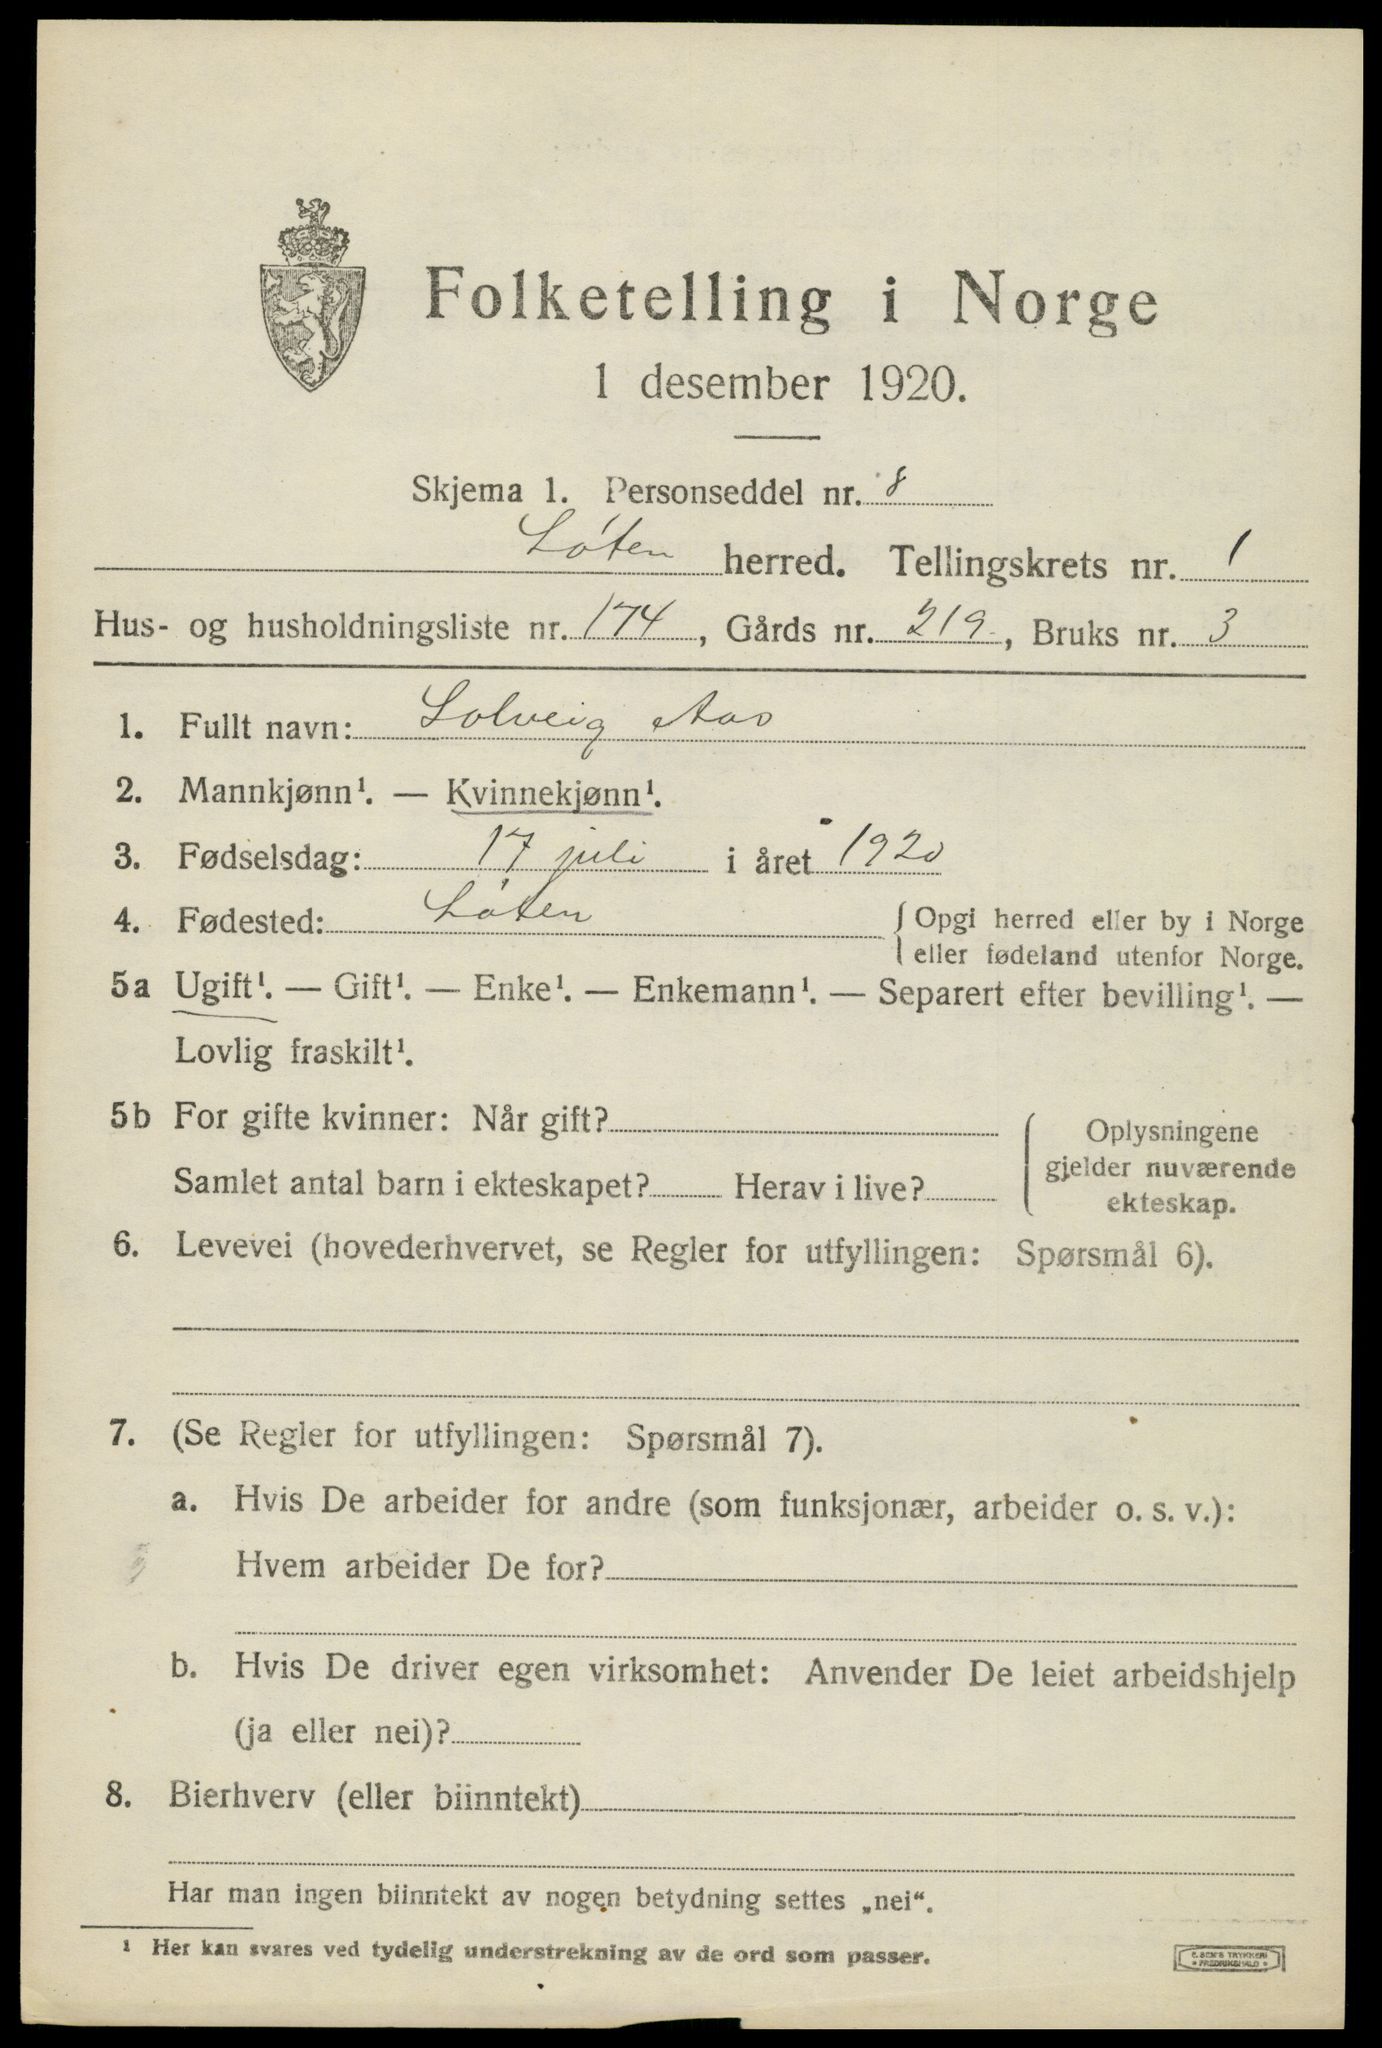 Folketelling i Norge
1 desember 1920.
Skjema 1. Personseddel nr. 8
Løten herred. Tellingskrets nr. 1
Hus- og husholdningsliste nr. 174, Gårds nr. 219, Bruks nr. 3
1. Fullt navn: Solveig Aas
2. Mannkjønn¹. — Kvinnekjønn¹.
3. Fødselsdag: 17 juli i året 1920
4. Fødested: Løten { Opgi herred eller by i Norge
eller fødeland utenfor Norge.
5a Ugift¹. — Gift¹. — Enke¹. — Enkemann¹. — Separert efter bevilling¹. —
Lovlig fraskilt¹.
5b For gifte kvinner: Når gift?
Samlet antal barn i ekteskapet? Herav i live?
Oplysningene
gjelder nuværende
ekteskap.
6. Levevei (hovederhvervet, se Regler for utfyllingen: Spørsmål 6).
7. (Se Regler for utfyllingen: Spørsmål 7).
a. Hvis De arbeider for andre (som funksjonær, arbeider o. s. v.):
Hvem arbeider De for?
b. Hvis De driver egen virksomhet: Anvender De leiet arbeidshjelp
(ja eller nei)?
8. Bierhverv (eller biinntekt)
Har man ingen biinntekt av nogen betydning settes „nei“.
¹ Her kan svares ved tydelig understrekning av de ord som passer.
E. SEM'S TRYKKERI
• FREDRIKSHALD •